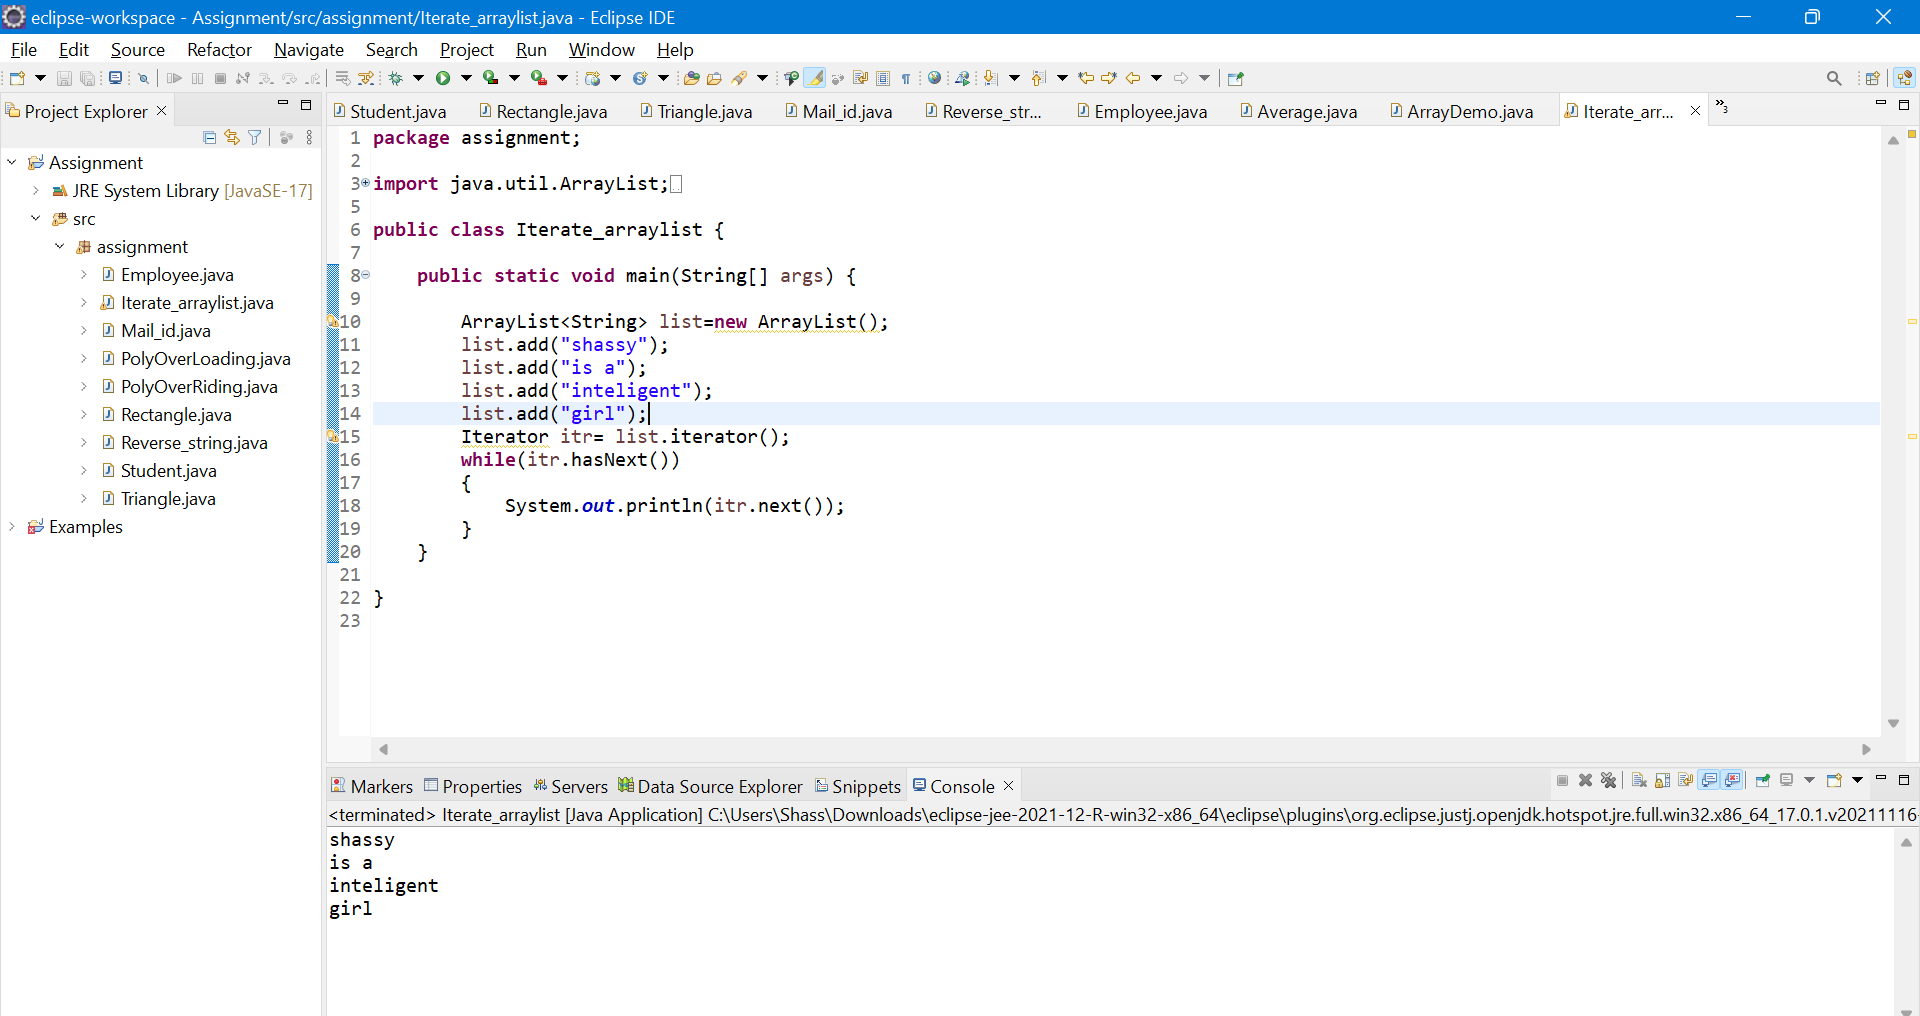 eclipse-workspace - Assignment/src/assignment/Iterate_arraylist.java - Eclipse IDE
File Edit Source Refactor Navigate Search Project Run Window Help
Project Explorer
Student.java Rectangle.java Triangle.java Mail_id.java Reverse_str... Employee.java Average.java ArrayDemo.java Iterate_arr... »3
Assignment
JRE System Library [JavaSE-17]
src
assignment
Employee.java
Iterate_arraylist.java
Mail_id.java
PolyOverLoading.java
PolyOverRiding.java
Rectangle.java
Reverse_string.java
Student.java
Triangle.java
Examples
1 package assignment;
2
3 import java.util.ArrayList;
5
6 public class Iterate_arraylist {
7
8 public static void main(String[] args) {
9
10 ArrayList<String> list=new ArrayList();
11 list.add("shassy");
12 list.add("is a");
13 list.add("inteligent");
14 list.add("girl");
15 Iterator itr= list.iterator();
16 while(itr.hasNext())
17 {
18 System.out.println(itr.next());
19 }
20 }
21
22 }
23
Markers Properties Servers Data Source Explorer Snippets Console
<terminated> Iterate_arraylist [Java Application] C:\Users\Shass\Downloads\eclipse-jee-2021-12-R-win32-x86_64\eclipse\plugins\org.eclipse.justj.openjdk.hotspot.jre.full.win32.x86_64_17.0.1.v20211116-
shassy
is a
inteligent
girl